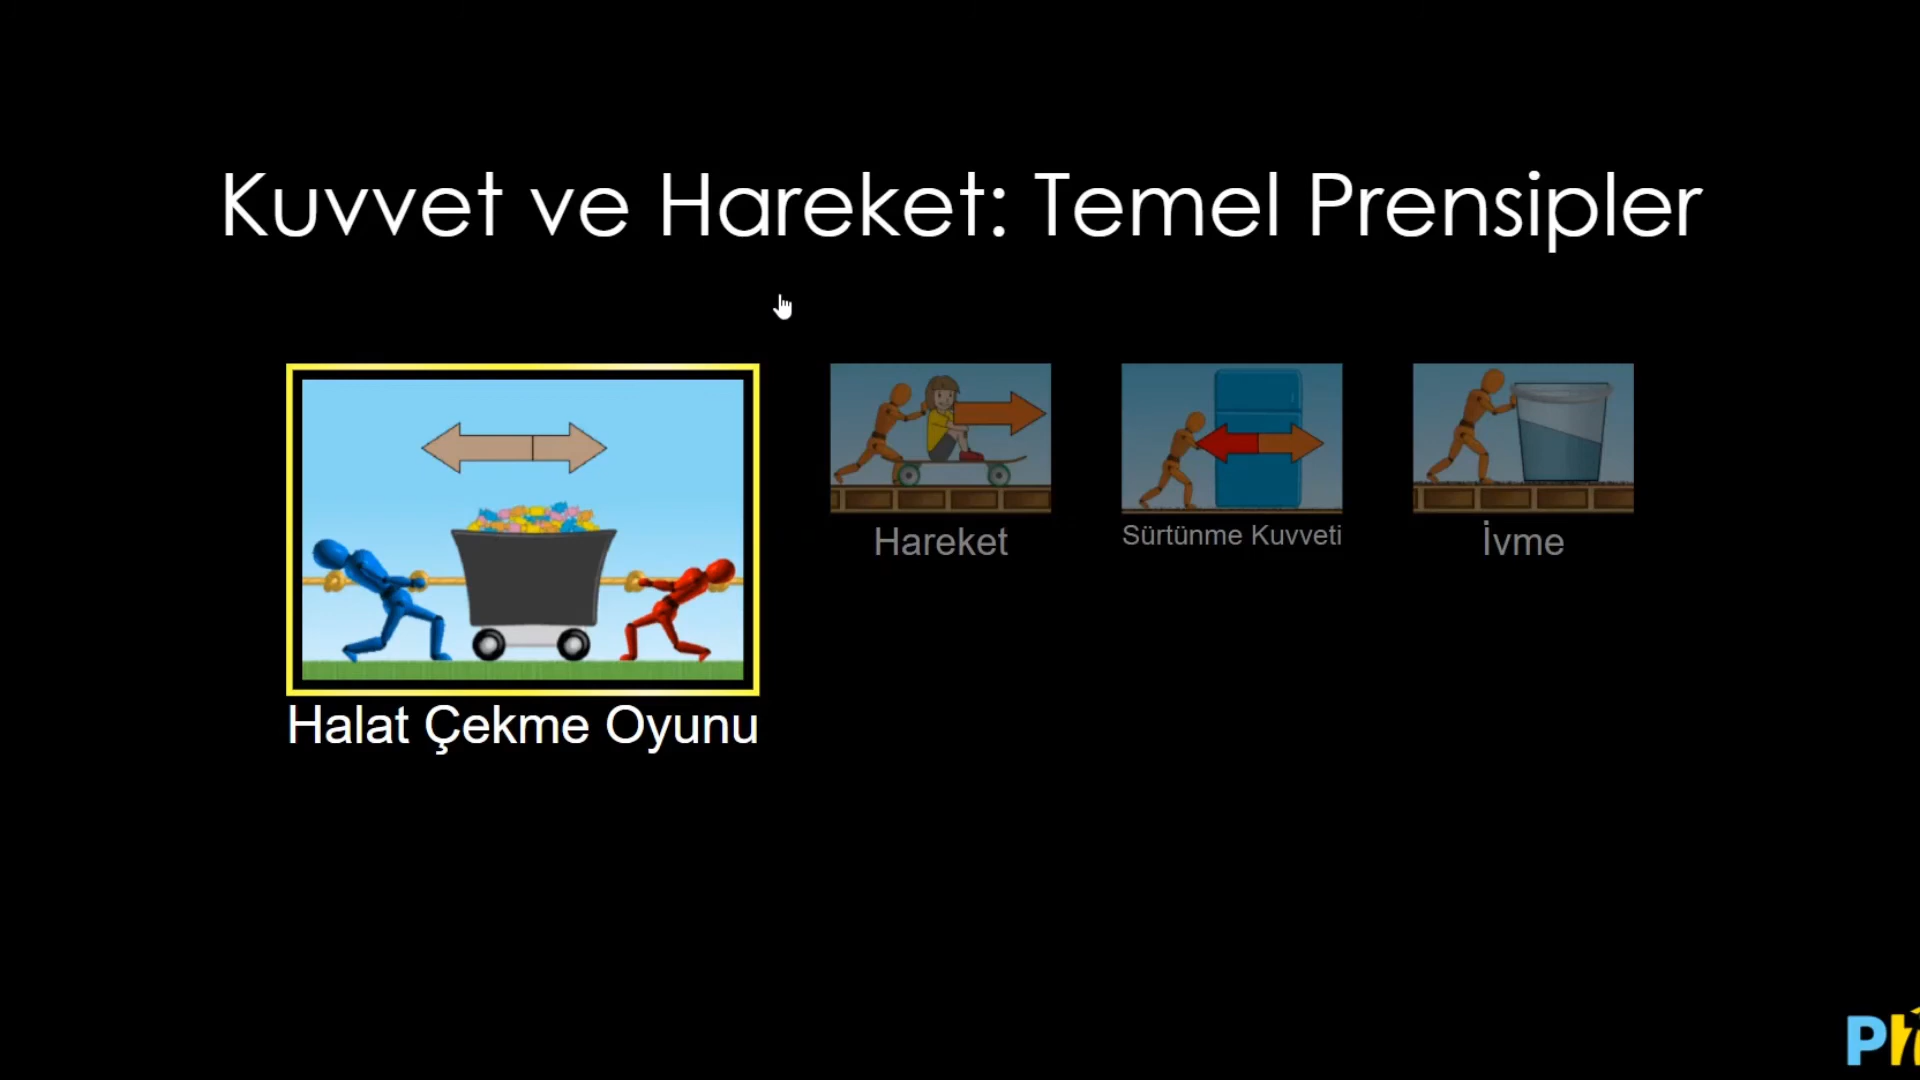 Kuvvet ve Hareket: Temel Prensipler
Halat Çekme Oyunu
Hareket
Sürtünme Kuvveti
İvme